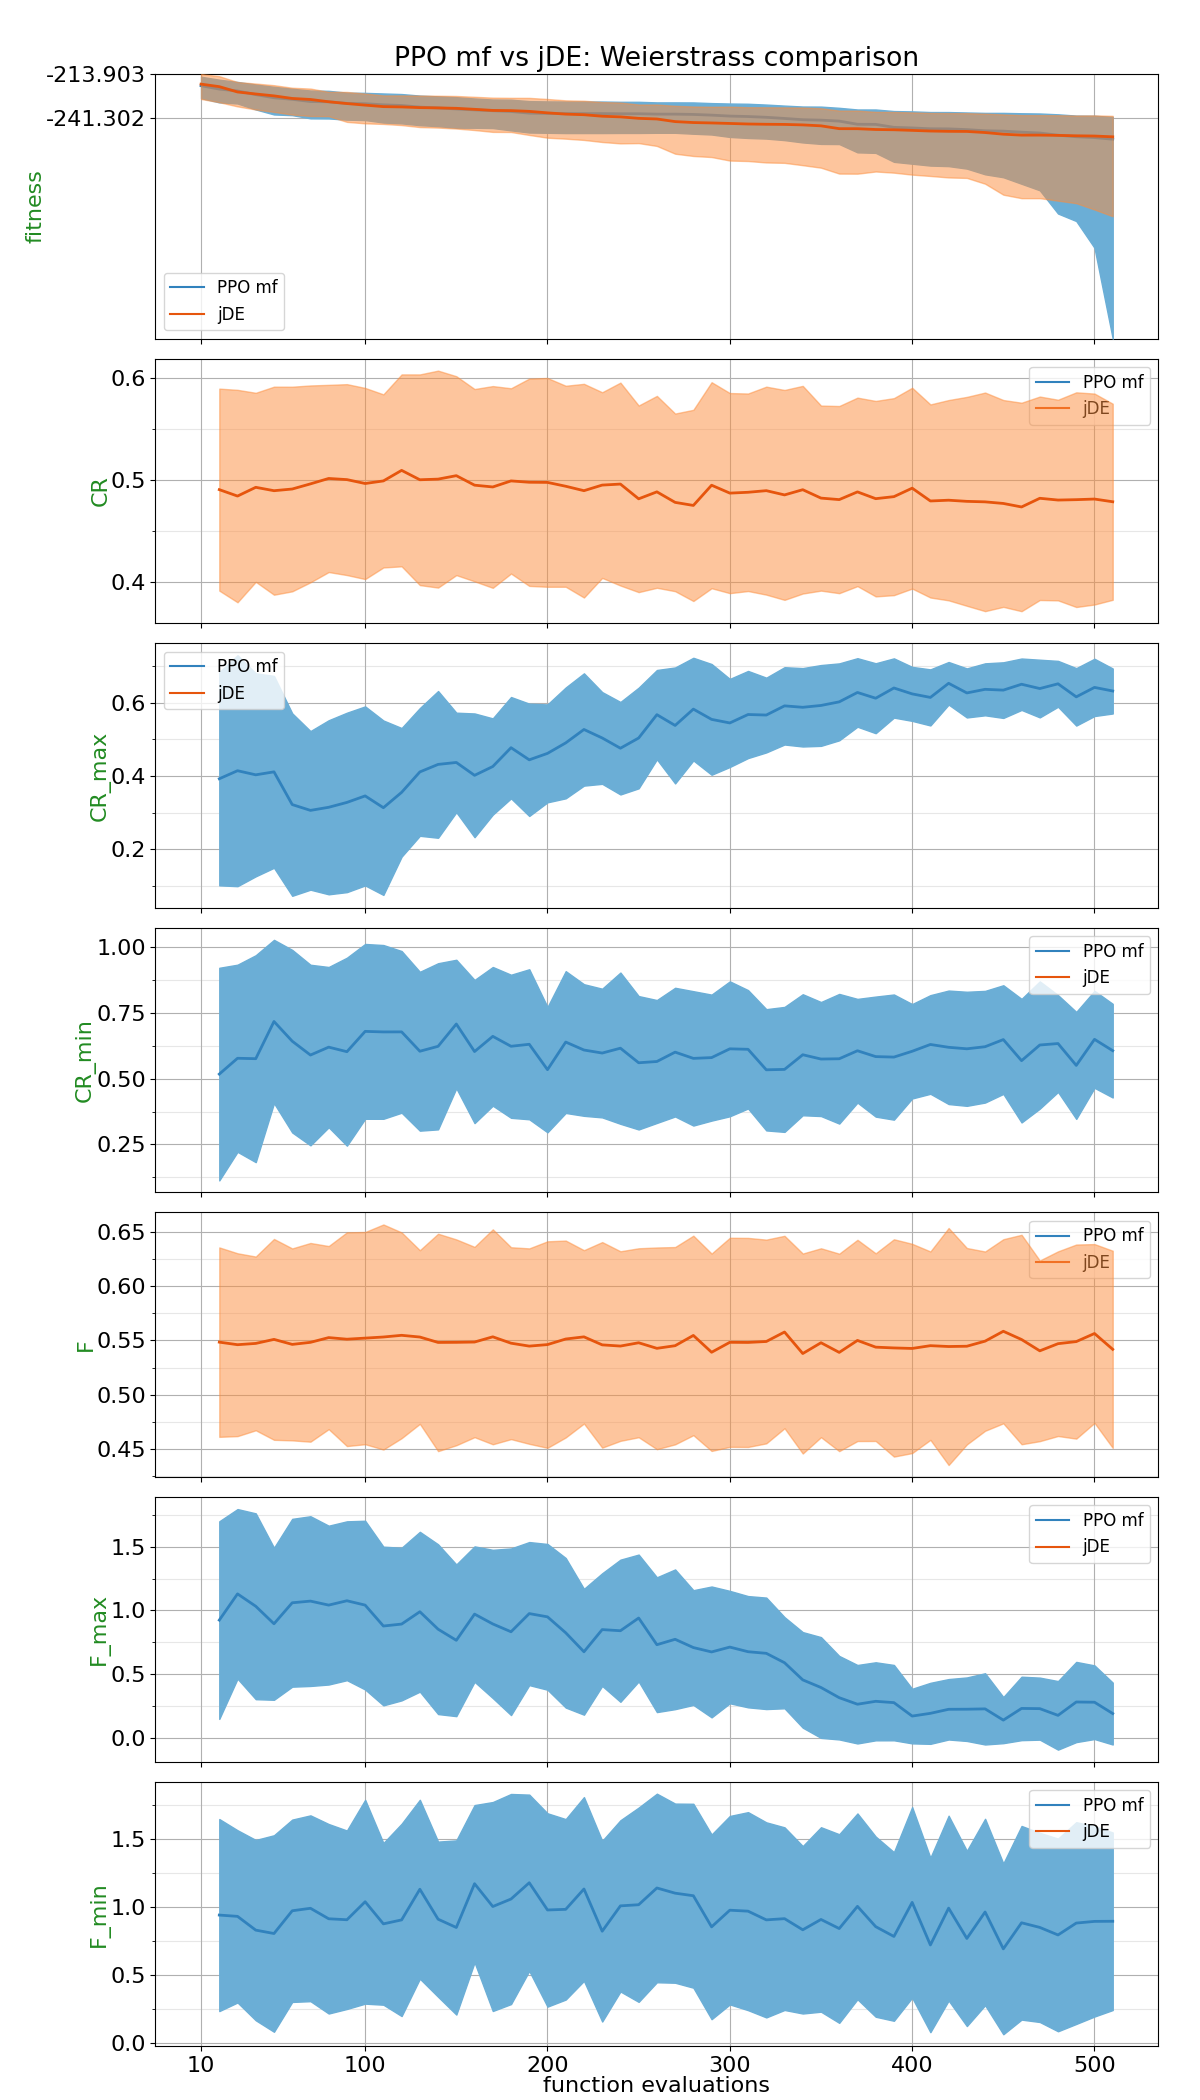 PPO mf vs jDE: Weierstrass comparison
-213.903
-241.302
fitness
PPO mf
jDE
0.6
0.5
0.4
CR
PPO mf
jDE
0.6
0.4
0.2
CR_max
PPO mf
jDE
1.00
0.75
0.50
0.25
CR_min
PPO mf
jDE
0.65
0.60
0.55
0.50
0.45
F
PPO mf
jDE
1.5
1.0
0.5
0.0
F_max
PPO mf
jDE
1.5
1.0
0.5
0.0
F_min
PPO mf
jDE
10 100 200 300 400 500
function evaluations